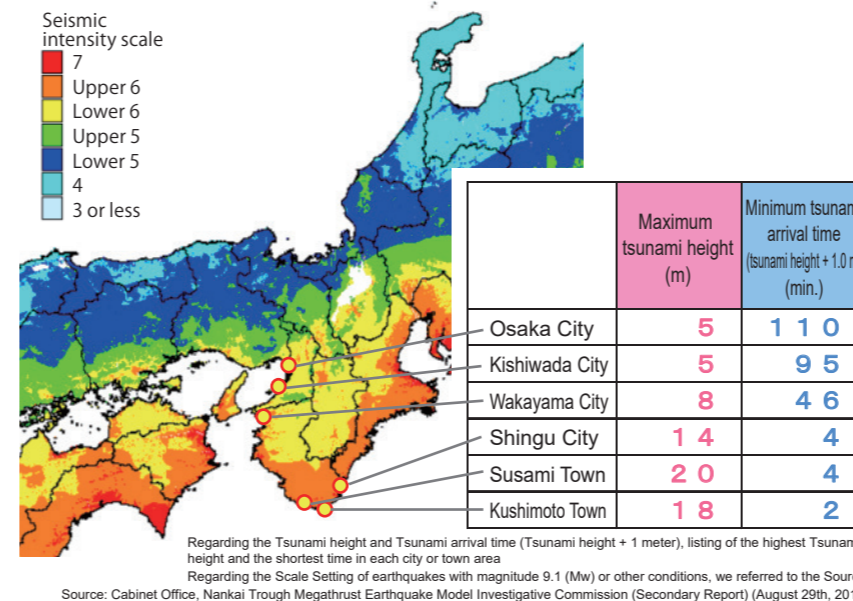 Seismic
intensity scale
7
Upper 6
Lower 6
Upper 5
Lower 5
4
3 or less
Maximum
tsunami height
(m)
Minimum tsunam
arrival time
(tsunami height + 1.0 m
(min.)
Osaka City 5 110
Kishiwada City 5 95
Wakayama City 8 46
Shingu City 14 4
Susami Town 20 4
Kushimoto Town 18 2
Regarding the Tsunami height and Tsunami arrival time (Tsunami height + 1 meter), listing of the highest Tsunam
height and the shortest time in each city or town area
Regarding the Scale Setting of earthquakes with magnitude 9.1 (Mw) or other conditions, we referred to the Sourc
Source: Cabinet Office, Nankai Trough Megathrust Earthquake Model Investigative Commission (Secondary Report) (August 29th, 201